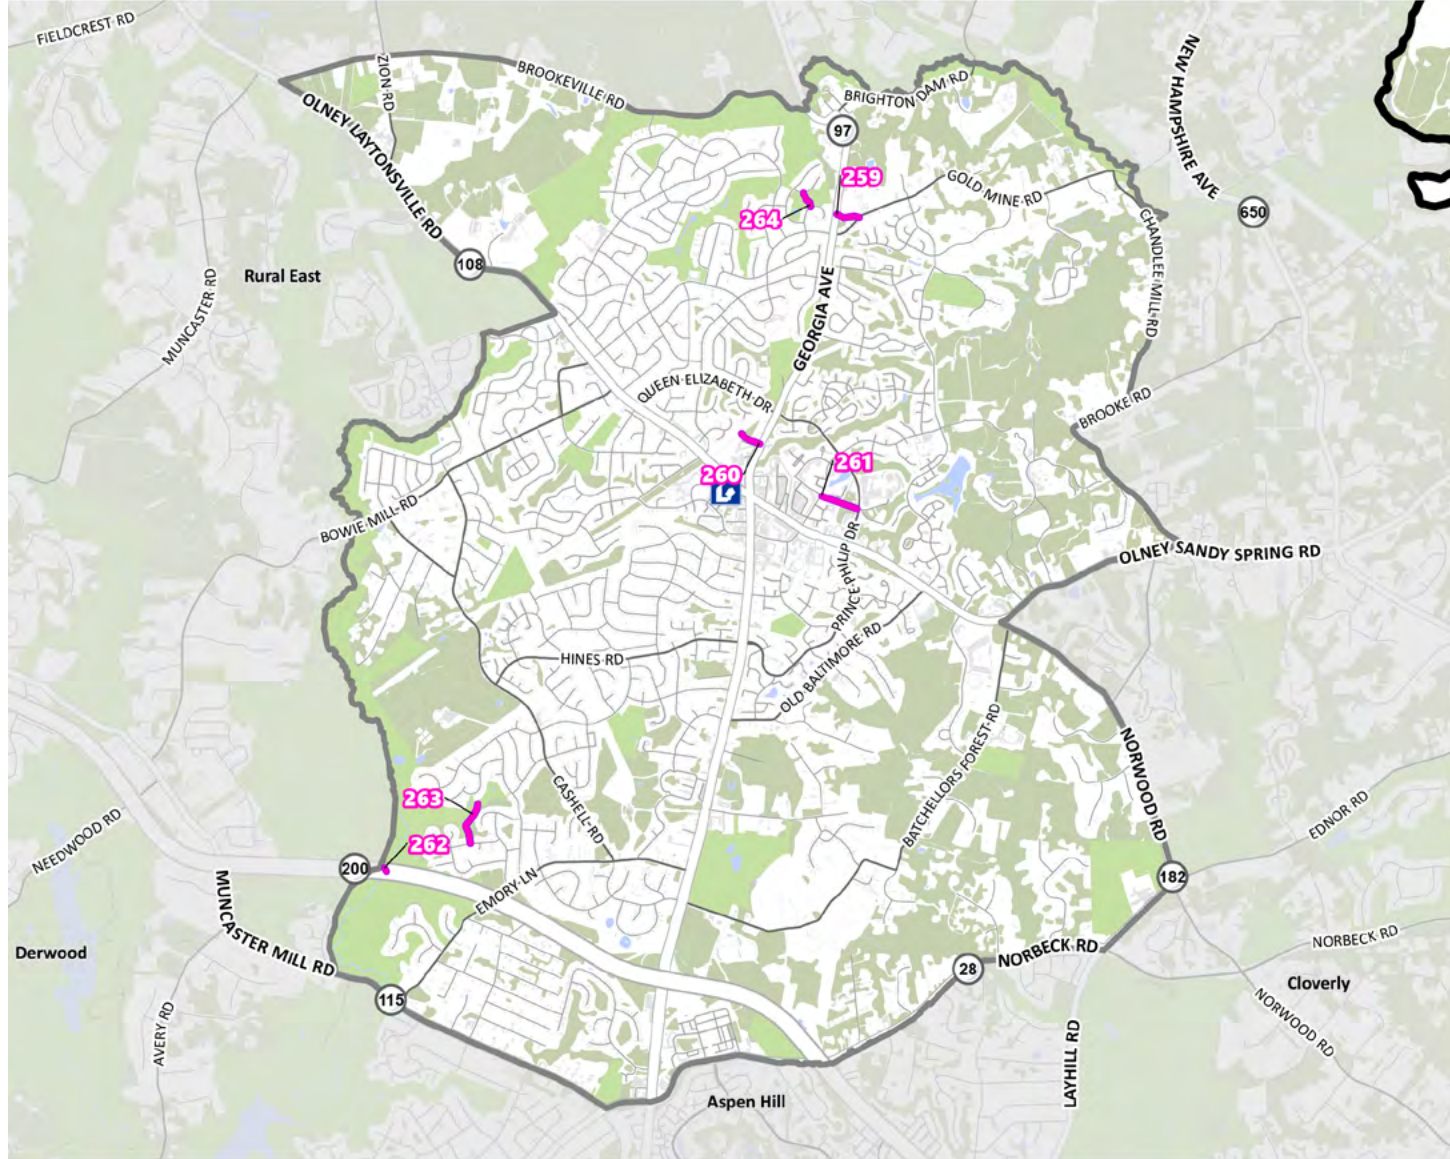 FIELDCREST RD
ZION RD
BROOKEVILLE RD
BRIGHTON DAM RD
NEW HAMPSHIRE AVE
OLNEY LAYTONSVILLE RD
97
259
GOLD MINE RD
264
650
CHANDLEE MILL RD
108
Rural East
MUNCASTER RD
GEORGIA AVE
QUEEN ELIZABETH DR
BROOKE RD
260
261
BOWIE MILL RD
PRINCE PHILIP DR
OLNEY SANDY SPRING RD
HINES RD
OLD BALTIMORE RD
BATCHELLORS FOREST RD
NORWOOD RD
CASHELL RD
263
262
NEEDWOOD RD
EDNOR RD
200
182
MUNCASTER MILL RD
EMORY LN
Derwood
NORBECK RD
NORBECK RD
28
Cloverly
115
AVERY RD
NORWOOD RD
LAYHILL RD
Aspen Hill